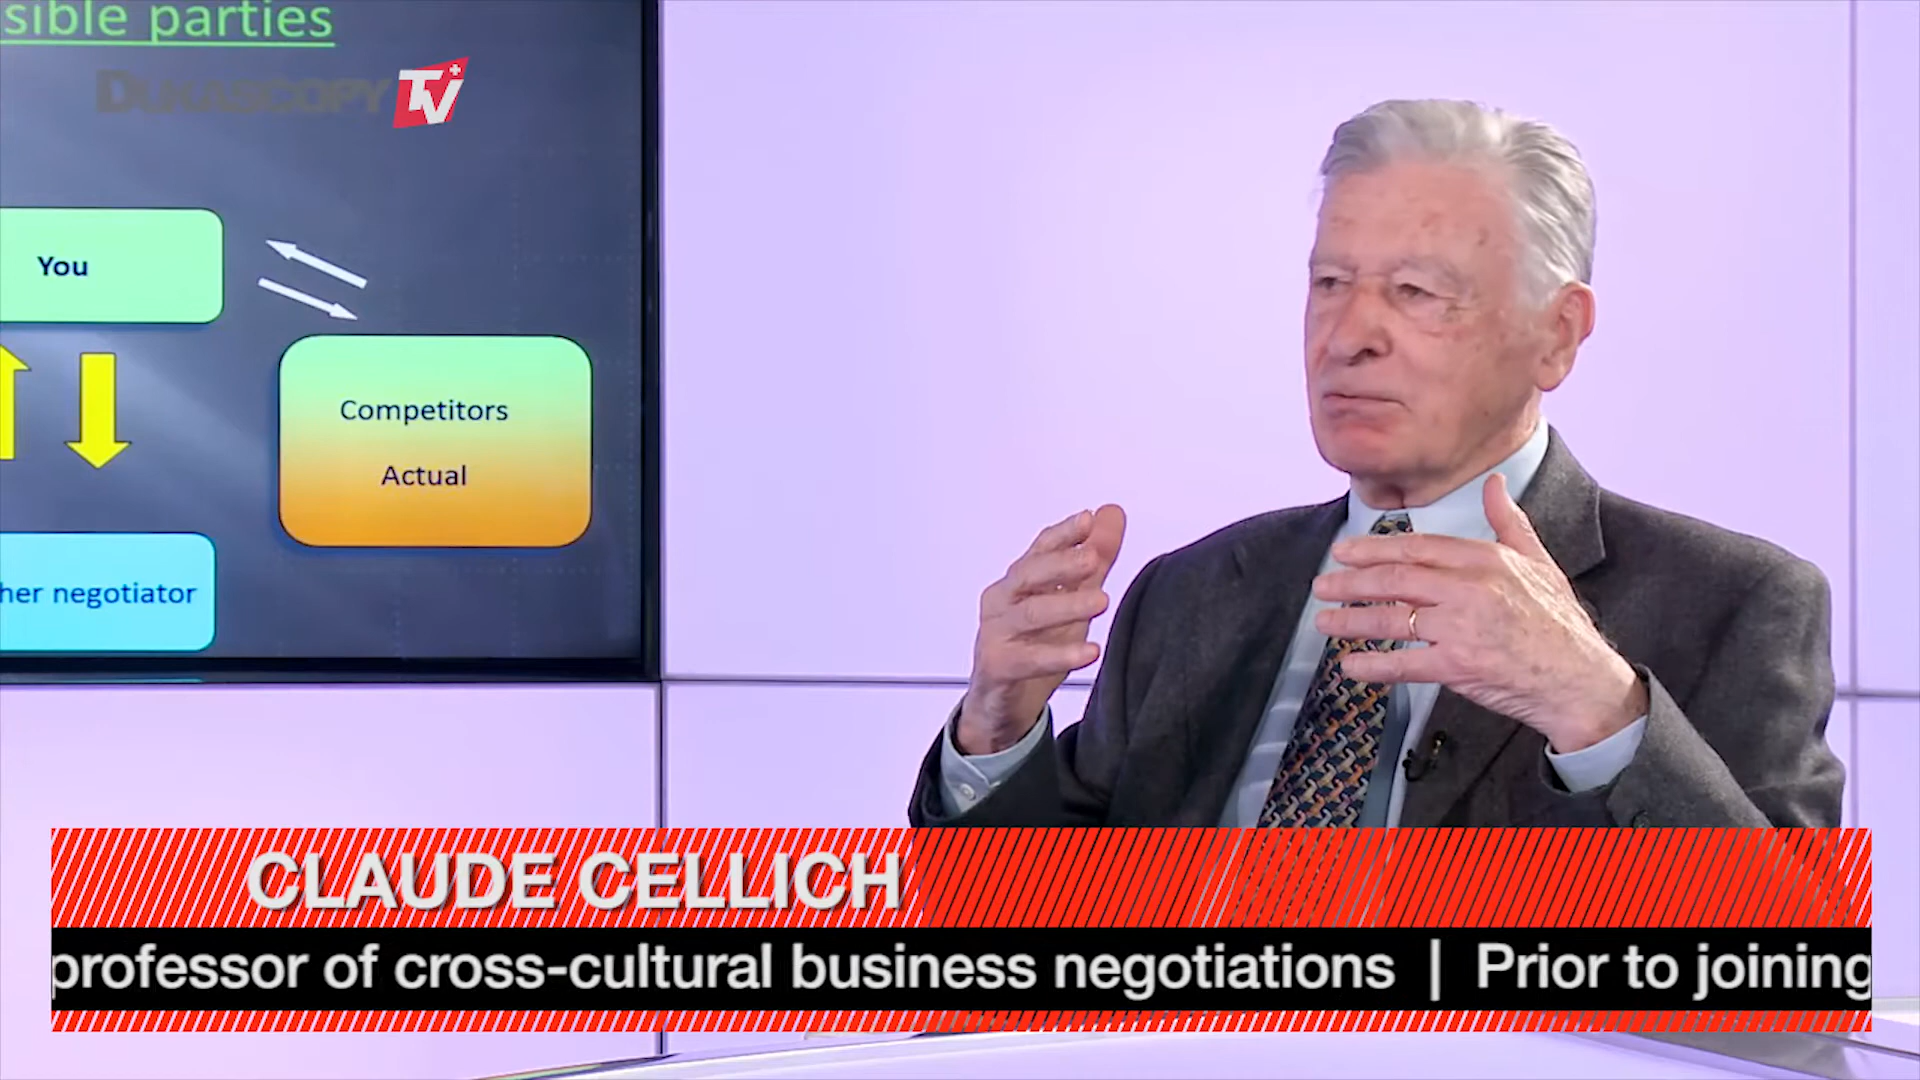 sible parties
DUKASCOPY TV
You
Competitors
Actual
her negotiator
CLAUDE CELLICH
professor of cross-cultural business negotiations | Prior to joining